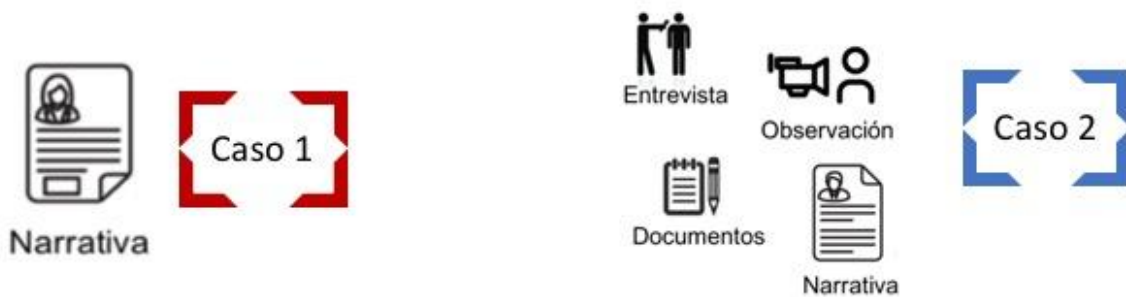 Narrativa
Caso 1
Entrevista
Observación
Documentos
Narrativa
Caso 2